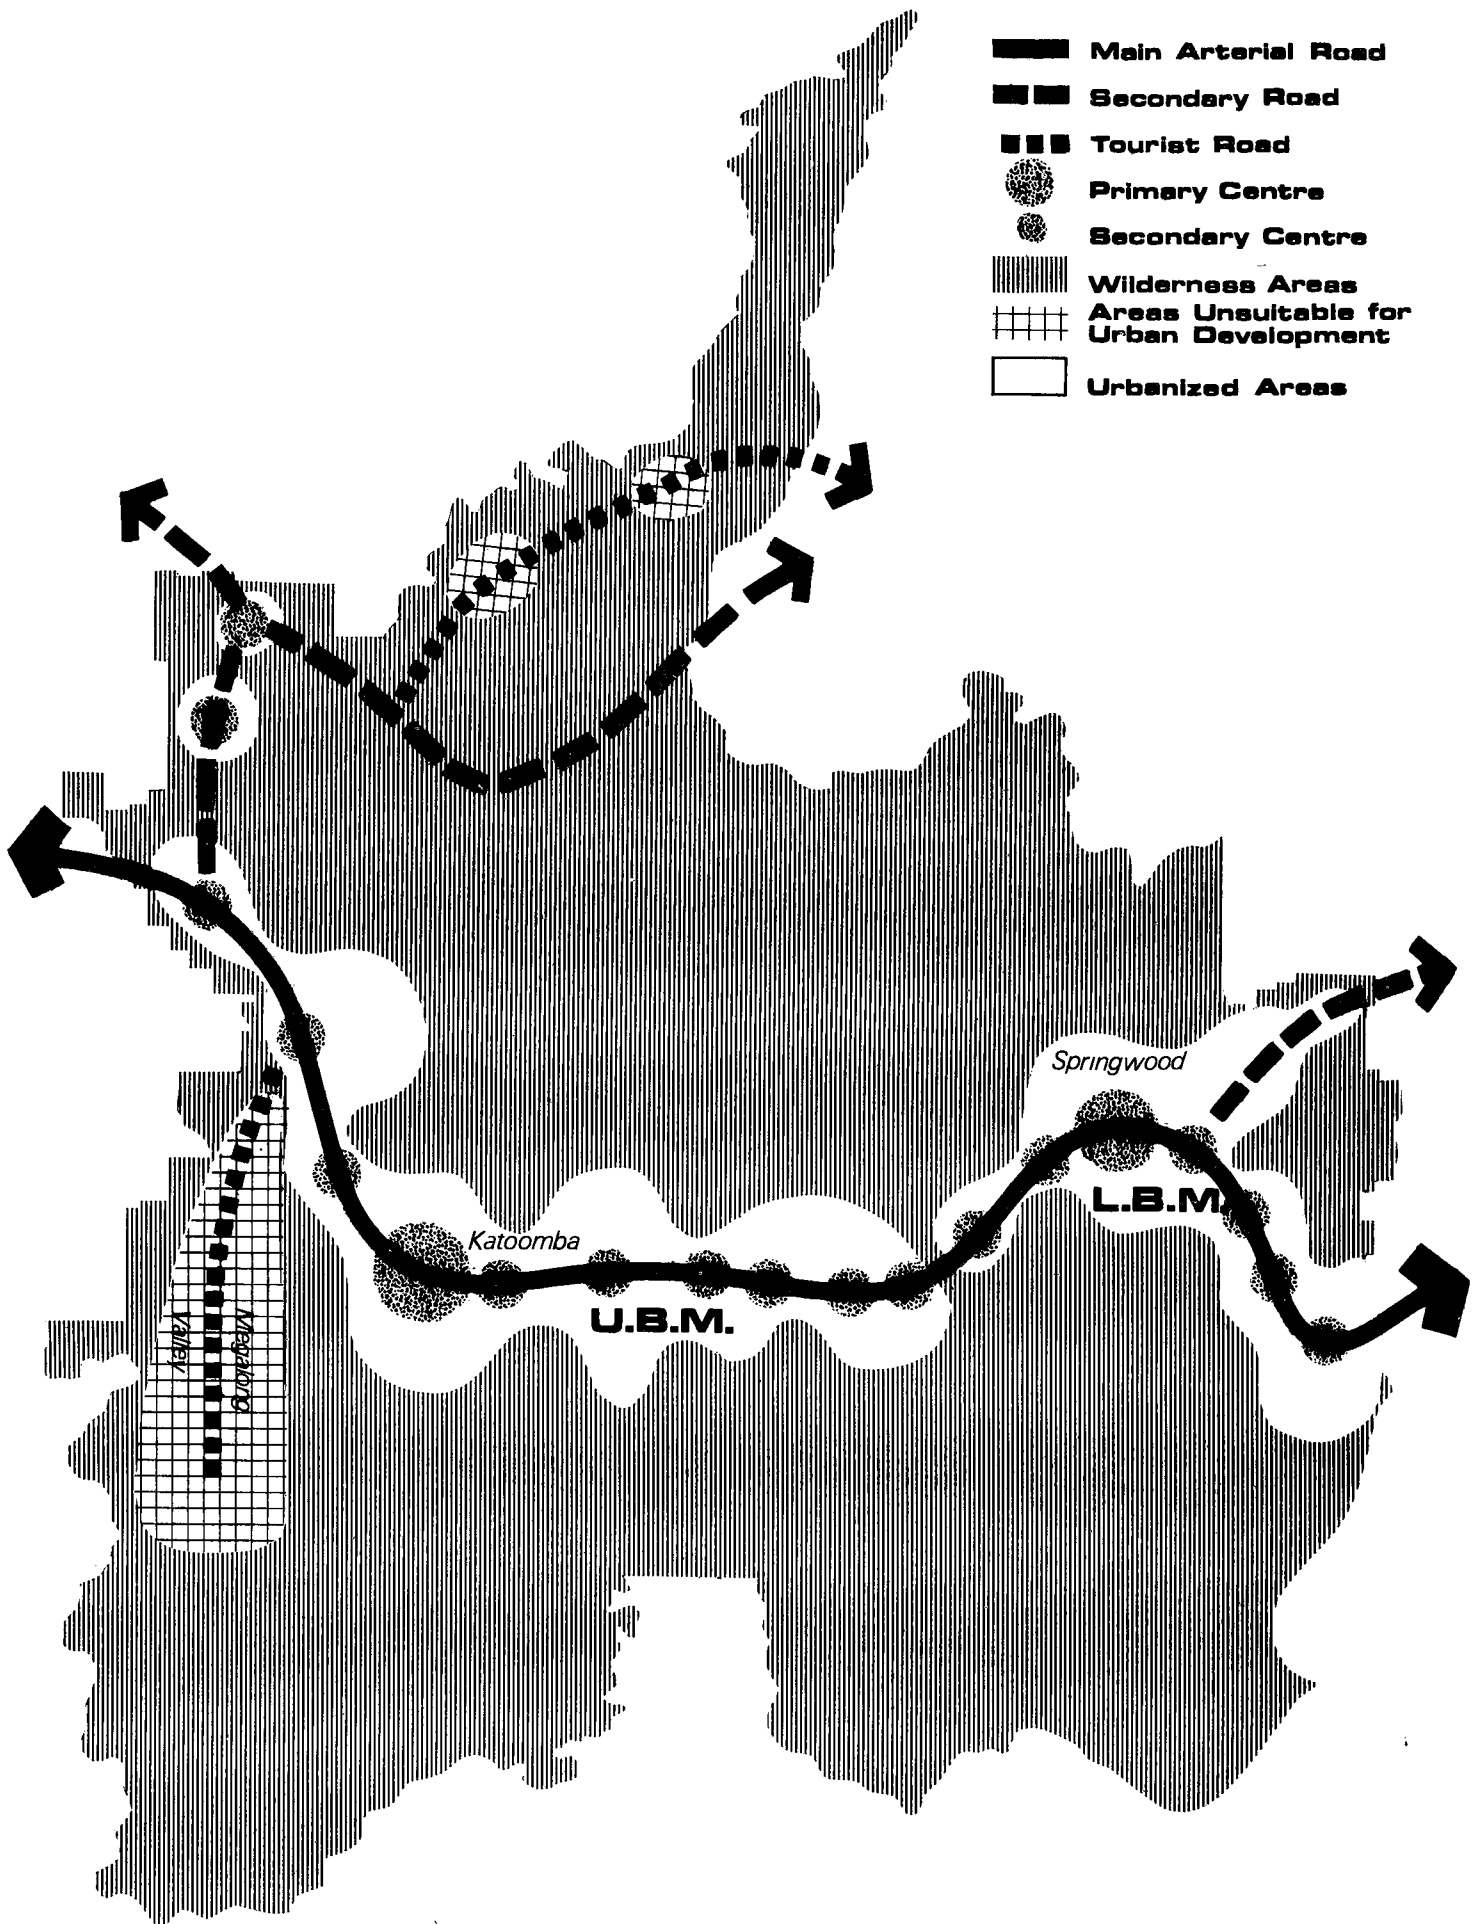 Main Arterial Road
Secondary Road
Tourist Road
Primary Centre
Secondary Centre
Wilderness Areas
Areas Unsuitable for
Urban Development
Urbanized Areas
Springwood
L.B.M.
Katoomba
U.B.M.
Megalong
Valley